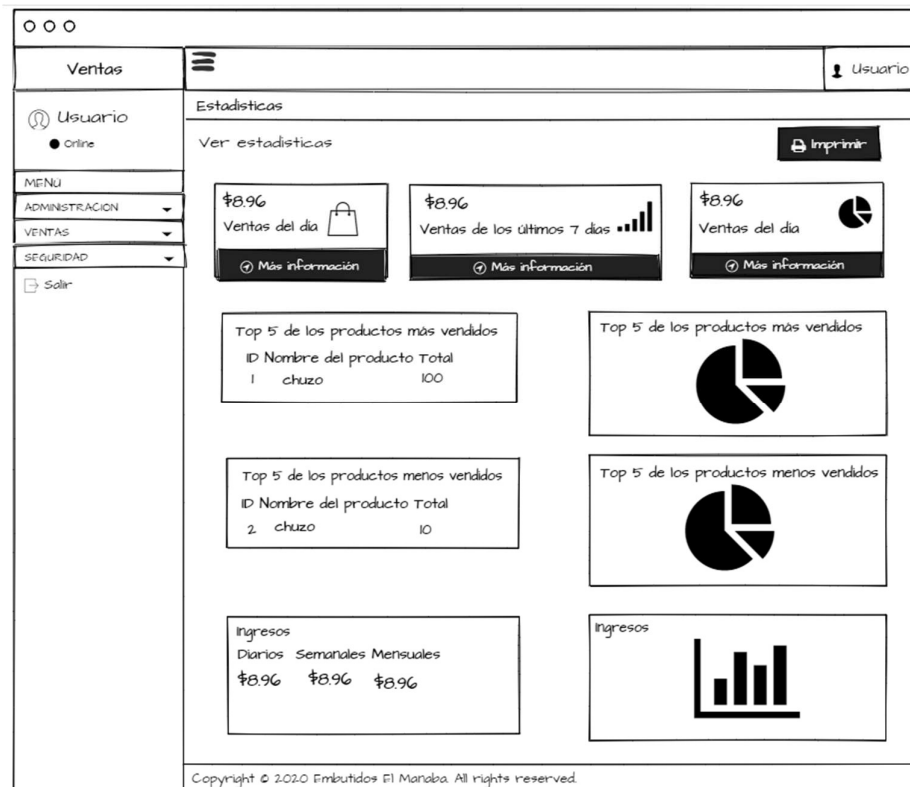 Ventas
Usuario
Usuario
Online
MENÚ
ADMINISTRACION
VENTAS
SEGURIDAD
Salir
Estadisticas
Ver estadisticas
Imprimir
$8.96
Ventas del día
Más información
$8.96
Ventas de los últimos 7 días
Más información
$8.96
Ventas del día
Más información
Top 5 de los productos más vendidos
ID Nombre del producto Total
1 chuzo 100
Top 5 de los productos más vendidos
Top 5 de los productos menos vendidos
ID Nombre del producto Total
2 chuzo 10
Top 5 de los productos menos vendidos
Ingresos
Diarios Semanales Mensuales
$8.96 $8.96 $8.96
Ingresos
Copyright © 2020 Embutidos El Manaba. All rights reserved.